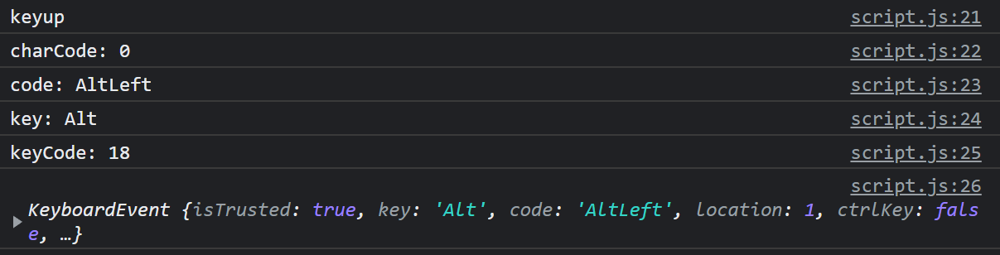 keyup script.js:21
charCode: 0 script.js:22
code: AltLeft script.js:23
key: Alt script.js:24
keyCode: 18 script.js:25
script.js:26
KeyboardEvent {isTrusted: true, key: 'Alt', code: 'AltLeft', location: 1, ctrlKey: fals
e, …}